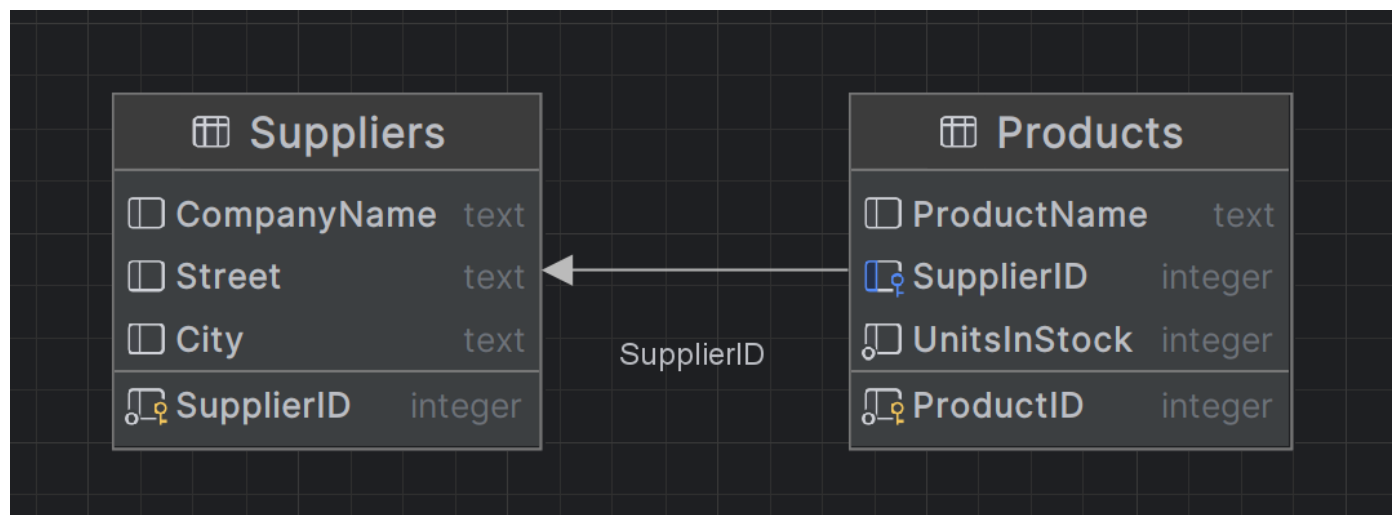 Suppliers
CompanyName text
Street text
City text
SupplierID integer
SupplierID
Products
ProductName text
SupplierID integer
UnitsInStock integer
ProductID integer